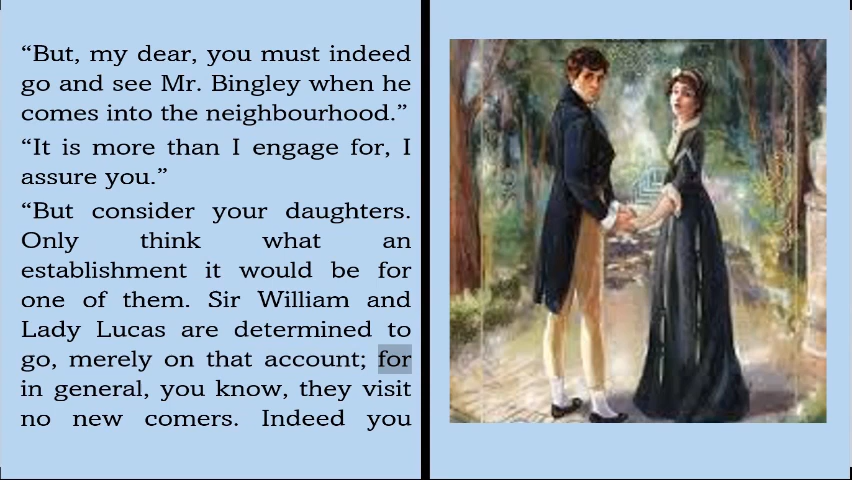 “But, my dear, you must indeed
go and see Mr. Bingley when he
comes into the neighbourhood.”
“It is more than I engage for, I
assure you.”
“But consider your daughters.
Only think what an
establishment it would be for
one of them. Sir William and
Lady Lucas are determined to
go, merely on that account; for
in general, you know, they visit
no new comers. Indeed you